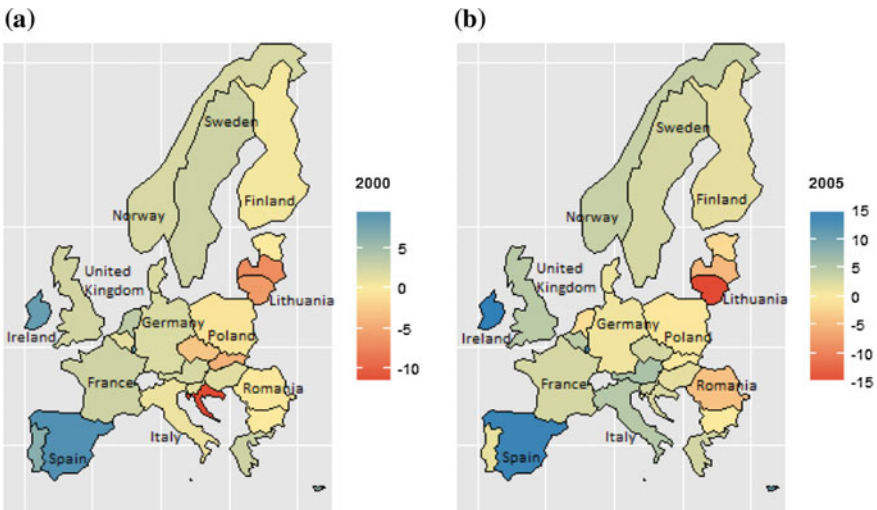 (a)
Sweden
Finland
Norway
United
Kingdom
Lithuania
Ireland
Germany
Poland
France
Romania
Italy
Spain
2000
5
0
-5
-10
(b)
Sweden
Finland
Norway
United
Kingdom
Lithuania
Ireland
Germany
Poland
France
Romania
Italy
Spain
2005
15
10
5
0
-5
-10
-15